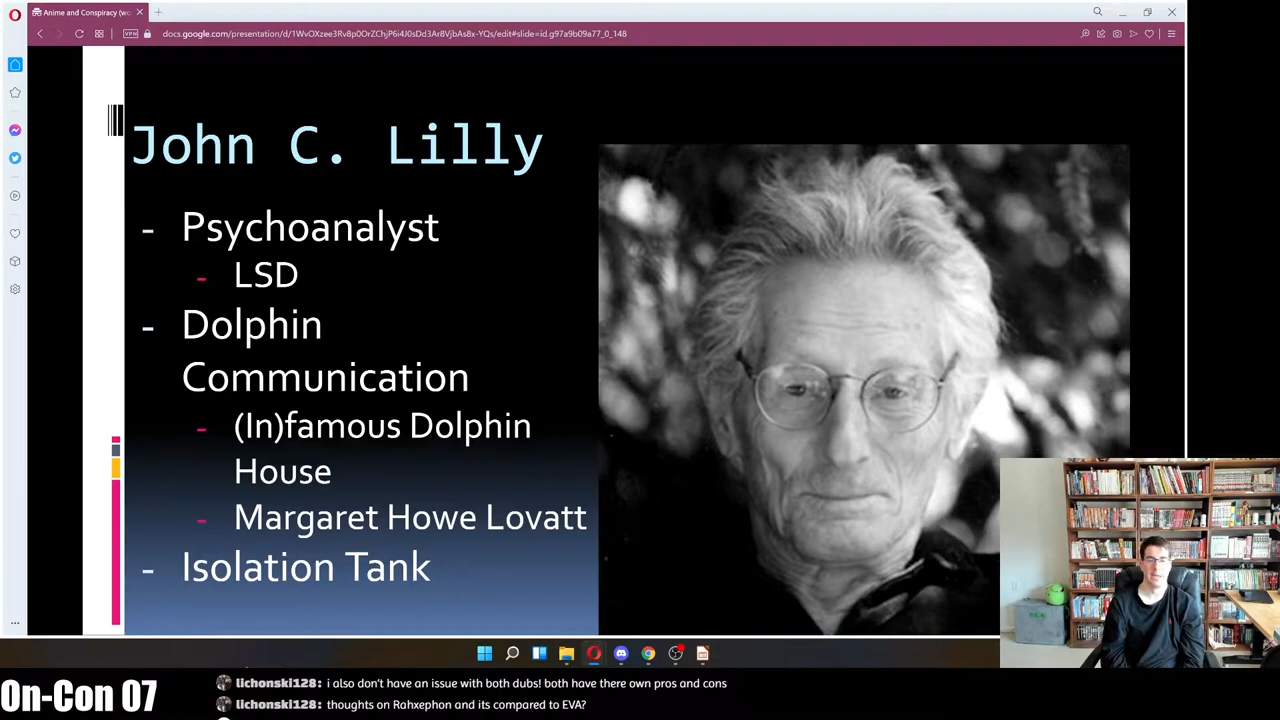 Anime and Conspiracy (wo
VPN
docs.google.com/presentation/d/1WvOXzee3Rv8p0OrZChjP6i4J0sDd3Ar8VjbAs8x-YQs/edit#slide=id.g97a9b09a77_0_148
John C. Lilly
- Psychoanalyst
- LSD
- Dolphin
Communication
- (In)famous Dolphin
House
- Margaret Howe Lovatt
- Isolation Tank
On-Con 07
lichonski128: i also don't have an issue with both dubs! both have there own pros and cons
lichonski128: thoughts on Rahxephon and its compared to EVA?